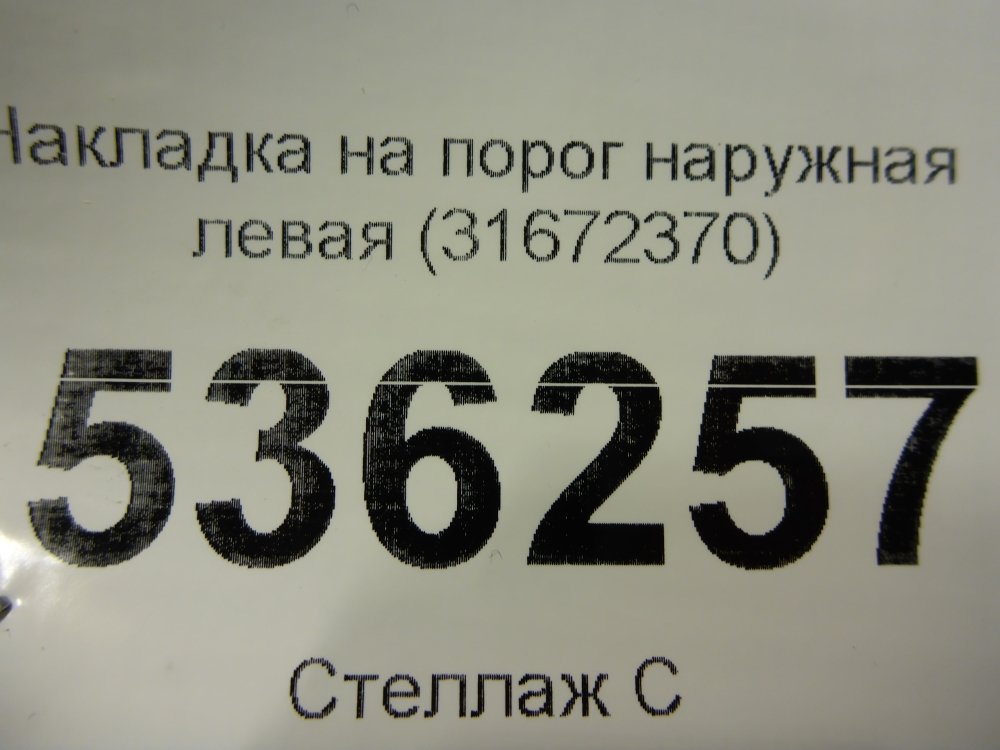 Накладка на порог наружная
левая (31672370)
536257
Стеллаж С